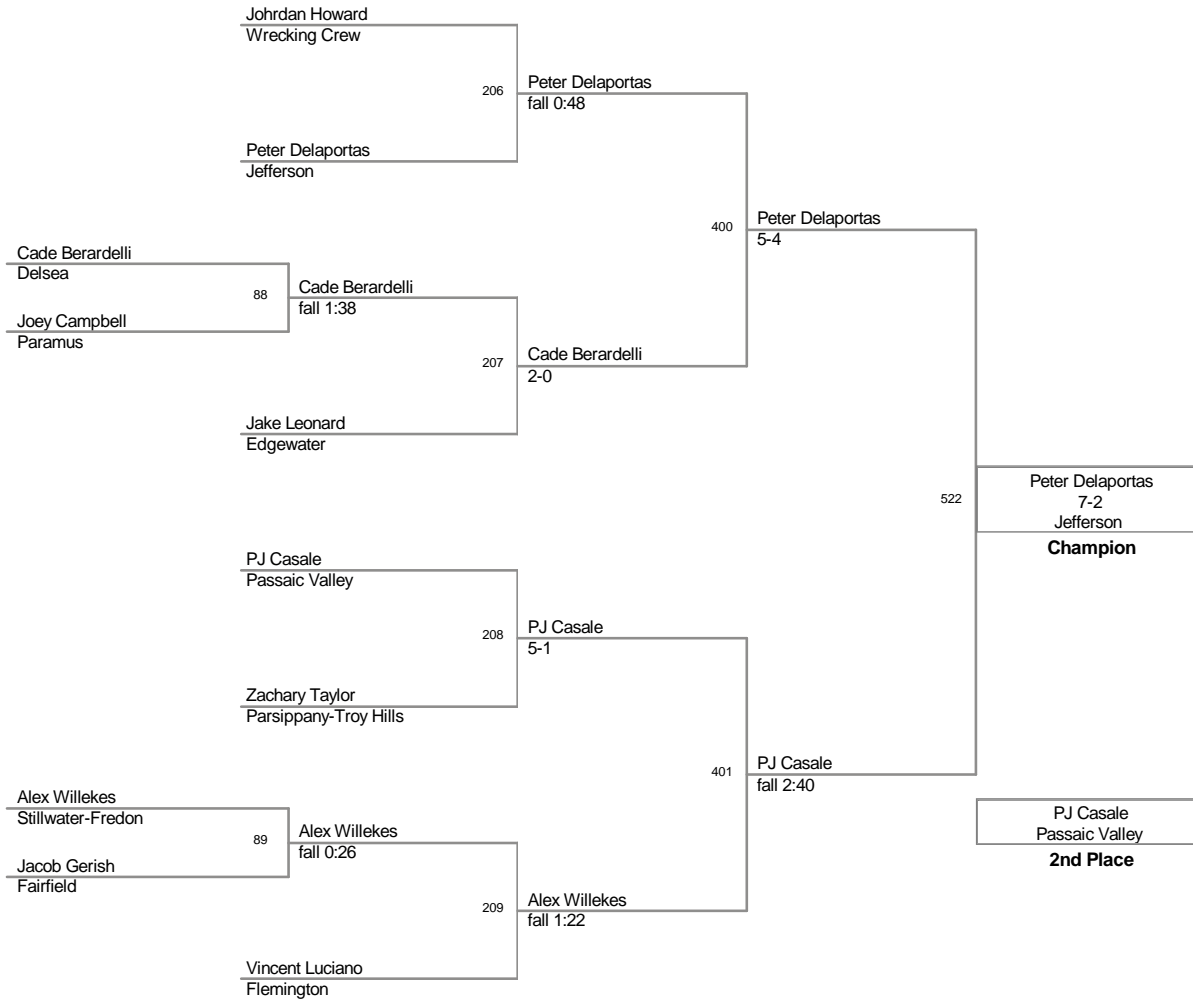 Johrdan Howard
Wrecking Crew
206
Peter Delaportas
fall 0:48
Peter Delaportas
Jefferson
400
Peter Delaportas
5-4
Cade Berardelli
Delsea
88
Cade Berardelli
fall 1:38
Joey Campbell
Paramus
207
Cade Berardelli
2-0
Jake Leonard
Edgewater
522
Peter Delaportas
7-2
Jefferson
Champion
PJ Casale
Passaic Valley
208
PJ Casale
5-1
Zachary Taylor
Parsippany-Troy Hills
401
PJ Casale
fall 2:40
Alex Willekes
Stillwater-Fredon
89
Alex Willekes
fall 0:26
Jacob Gerish
Fairfield
PJ Casale
Passaic Valley
2nd Place
209
Alex Willekes
fall 1:22
Vincent Luciano
Flemington